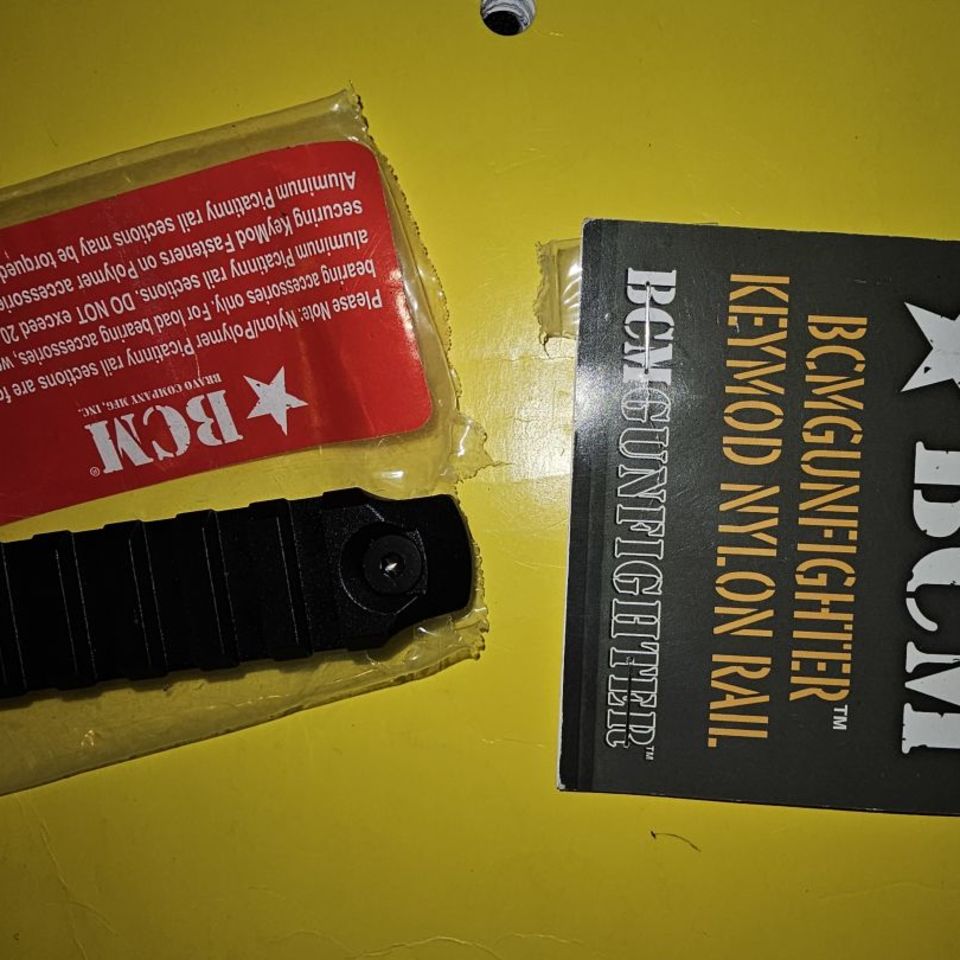 BCM®
BRAVO COMPANY MFG, INC.
Please Note: Nylon/Polymer Picatinny rail sections are
bearing accessories only. For load bearing accessories,
aluminum Picatinny rail sections. DO NOT exceed 20
securing KeyMod Fasteners on Polymer
Aluminum Picatinny rail sections may be torqued
BCM
BCMGUNFIGHTER™
KEYMOD NYLON RAIL
BCMGUNFIGHTER™